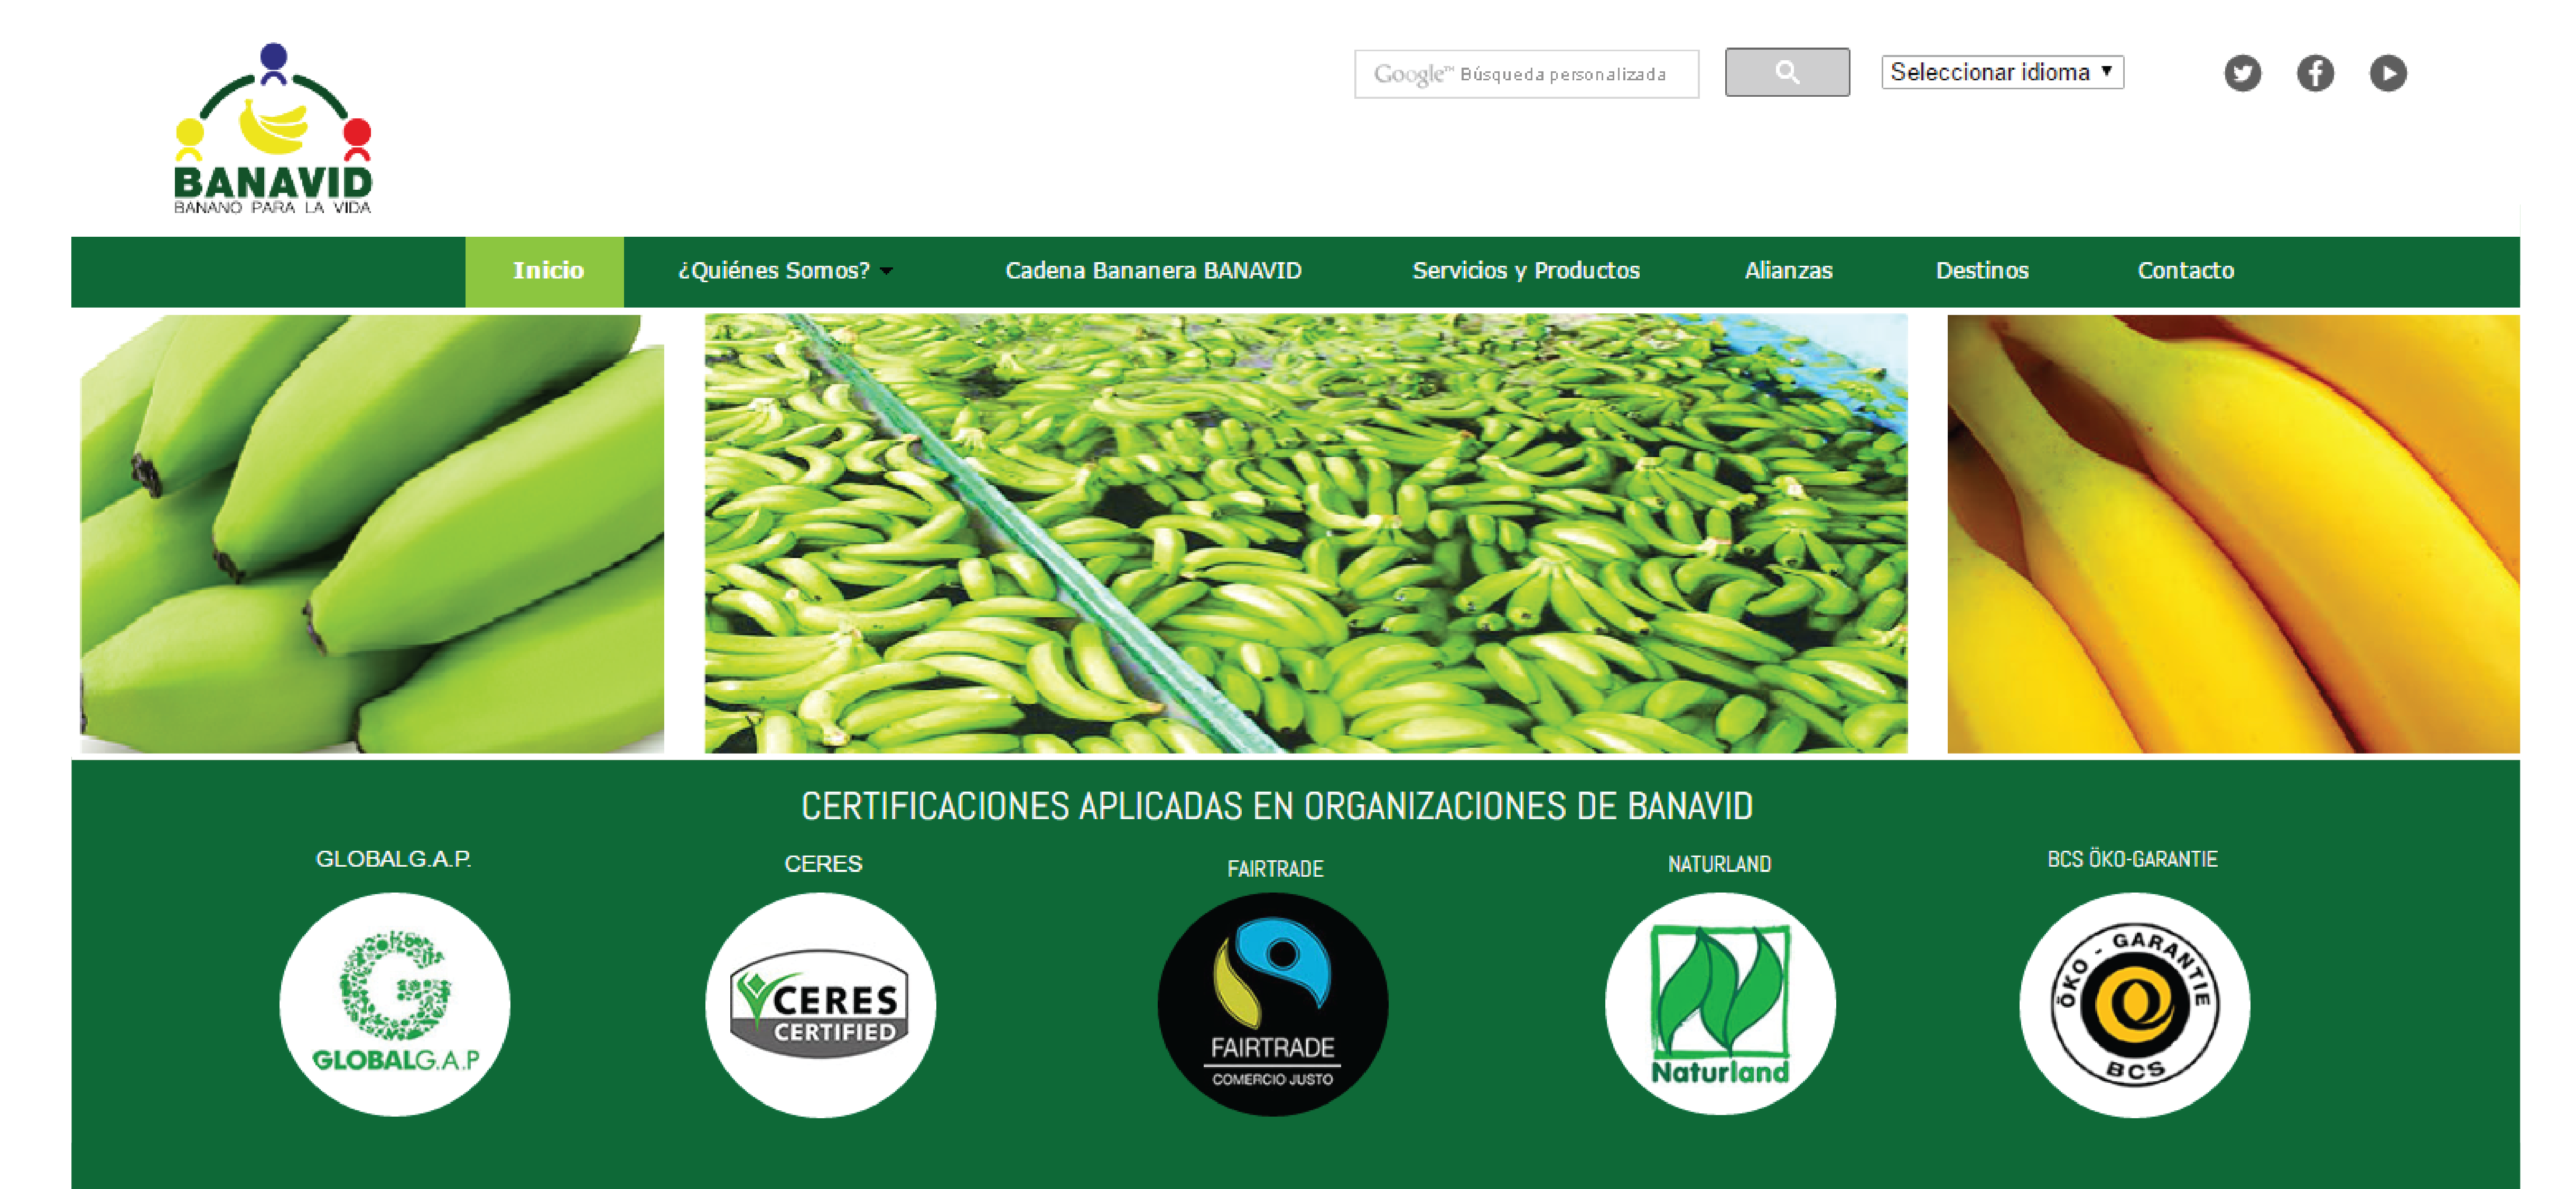 BANAVID
BANANO PARA LA VIDA
Google™ Búsqueda personalizada
Seleccionar idioma
Inicio
¿Quiénes Somos?
Cadena Bananera BANAVID
Servicios y Productos
Alianzas
Destinos
Contacto
CERTIFICACIONES APLICADAS EN ORGANIZACIONES DE BANAVID
GLOBALG.A.P.
CERES
FAIRTRADE
NATURLAND
BCS ÖKO-GARANTIE
GLOBALG.A.P
CERES
CERTIFIED
FAIRTRADE
COMERCIO JUSTO
Naturland
ÖKO - GARANTIE
BCS